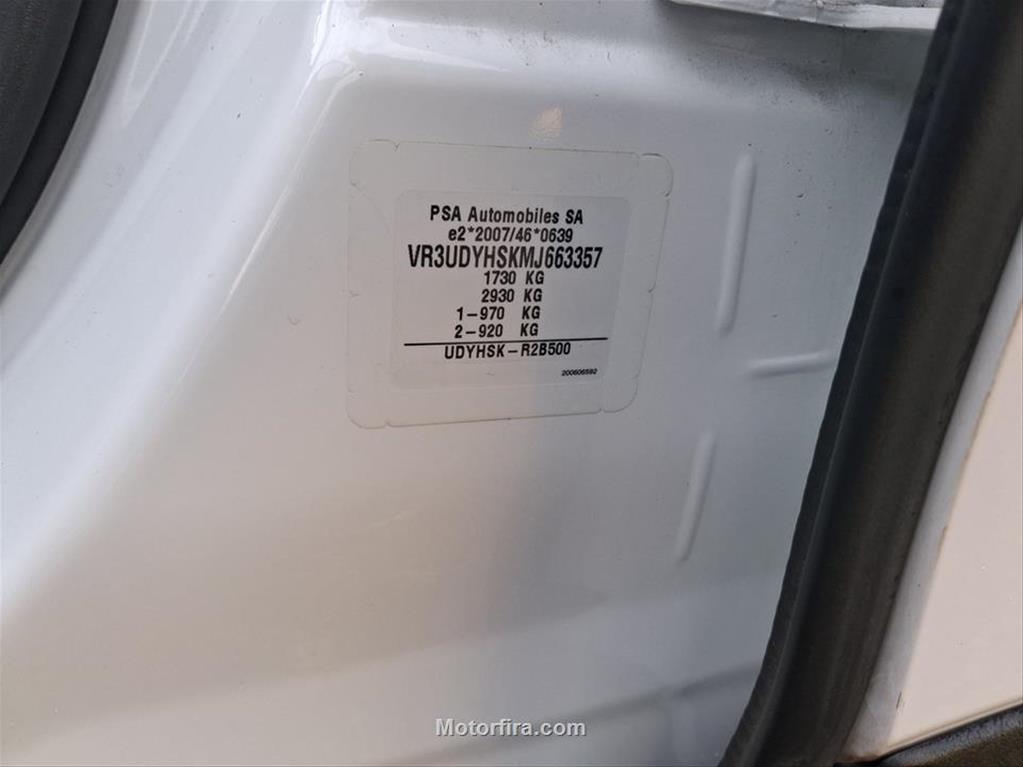 PSA Automobiles SA
e2*2007/46*0639
VR3UDYHSKMJ663357
1730 KG
2930 KG
1-970 KG
2-920 KG
UDYHSK-R2B500
200606592
Motorfira.com